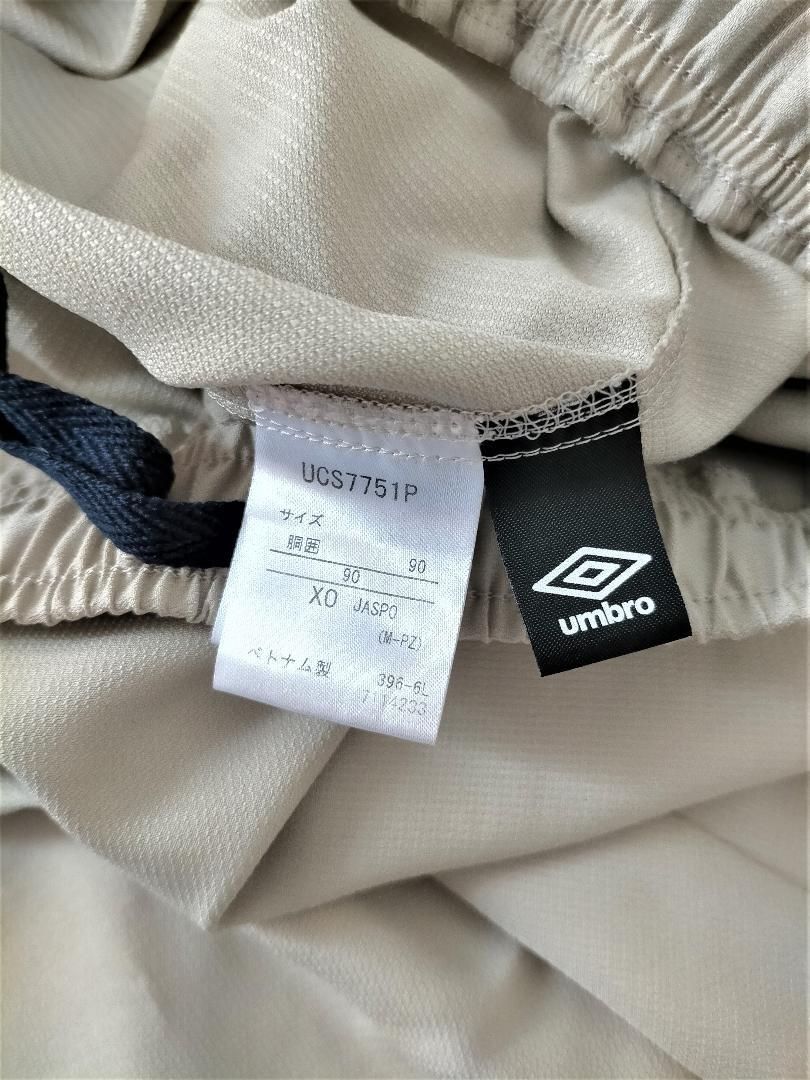 UCS7751P
サイズ
胴囲 90
90
XO JASPO
(M-PZ)
ベトナム製 396-6L
7114233
umbro